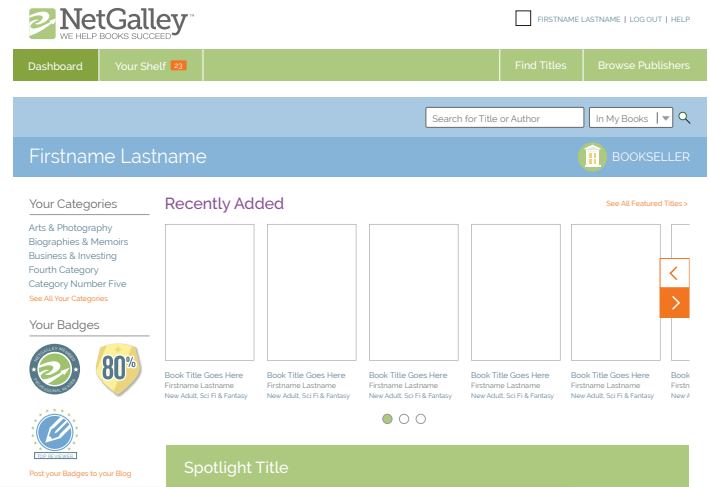 NetGalley™
WE HELP BOOKS SUCCEED
FIRSTNAME LASTNAME | LOG OUT | HELP
Dashboard
Your Shelf 23
Find Titles
Browse Publishers
Search for Title or Author
In My Books
Firstname Lastname
BOOKSELLER
Your Categories
Arts & Photography
Biographies & Memoirs
Business & Investing
Fourth Category
Category Number Five
See All Your Categories
Your Badges
80%
TOP REVIEWER
Post your Badges to your Blog
Recently Added
See All Featured Titles >
Book Title Goes Here
Firstname Lastname
New Adult, Sci Fi & Fantasy
Book Title Goes Here
Firstname Lastname
New Adult, Sci Fi & Fantasy
Book Title Goes Here
Firstname Lastname
New Adult, Sci Fi & Fantasy
Book Title Goes Here
Firstname Lastname
New Adult, Sci Fi & Fantasy
Book Title Goes Here
Firstname Lastname
New Adult, Sci Fi & Fantasy
Book
Firstn
New A
Spotlight Title